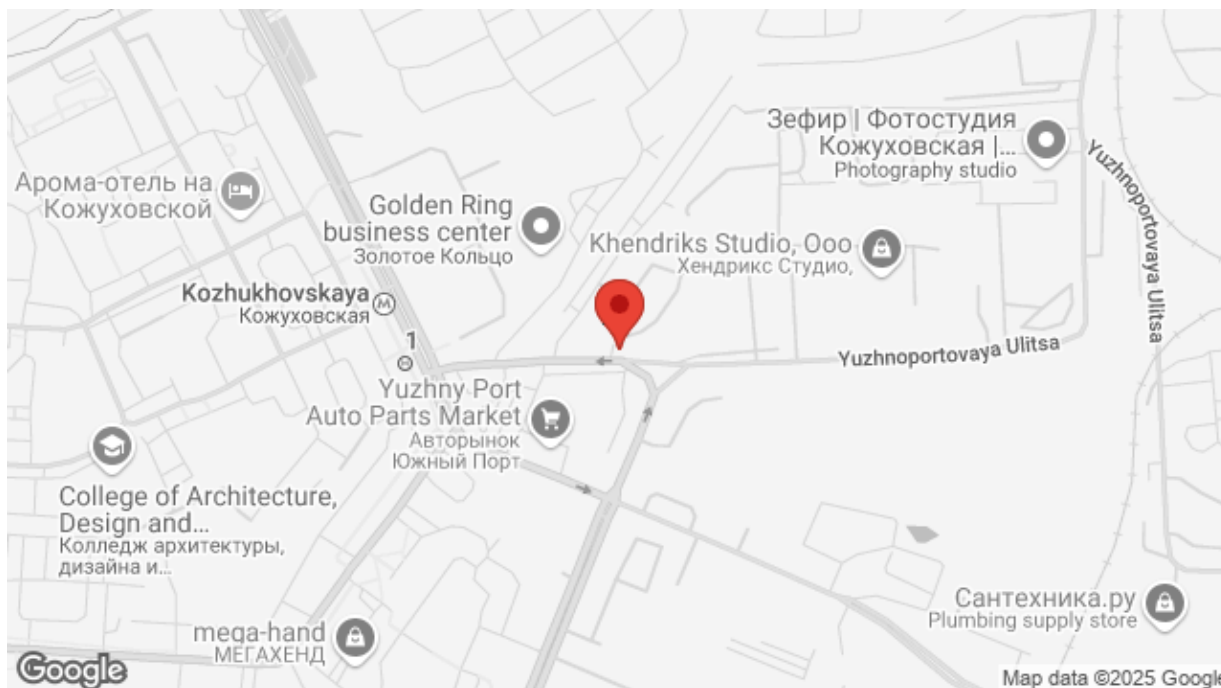 Зефир | Фотостудия
Кожуховская |...
Photography studio
Yuzhnoportovaya Ulitsa
Арома-отель на
Кожуховской
Golden Ring
business center
Золотое Кольцо
Khendriks Studio, Ооо
Хендрикс Студио,
Kozhukhovskaya
Кожуховская
M
1
Yuzhnoportovaya Ulitsa
Yuzhny Port
Auto Parts Market
Авторынок
Южный Порт
College of Architecture,
Design and...
Колледж архитектуры,
дизайна и...
Сантехника.ру
Plumbing supply store
mega-hand
МЕГАХЕНД
Google
Map data ©2025 Google